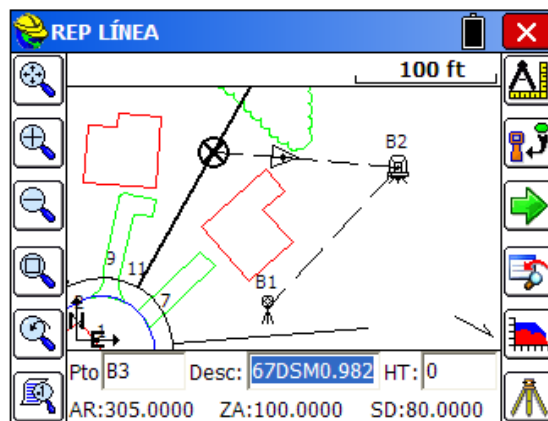 REP LÍNEA
100 ft
B2
9
11
7
B1
N
E
Pto B3 Desc: 67DSM0.982 HT: 0
AR:305.0000 ZA:100.0000 SD:80.0000